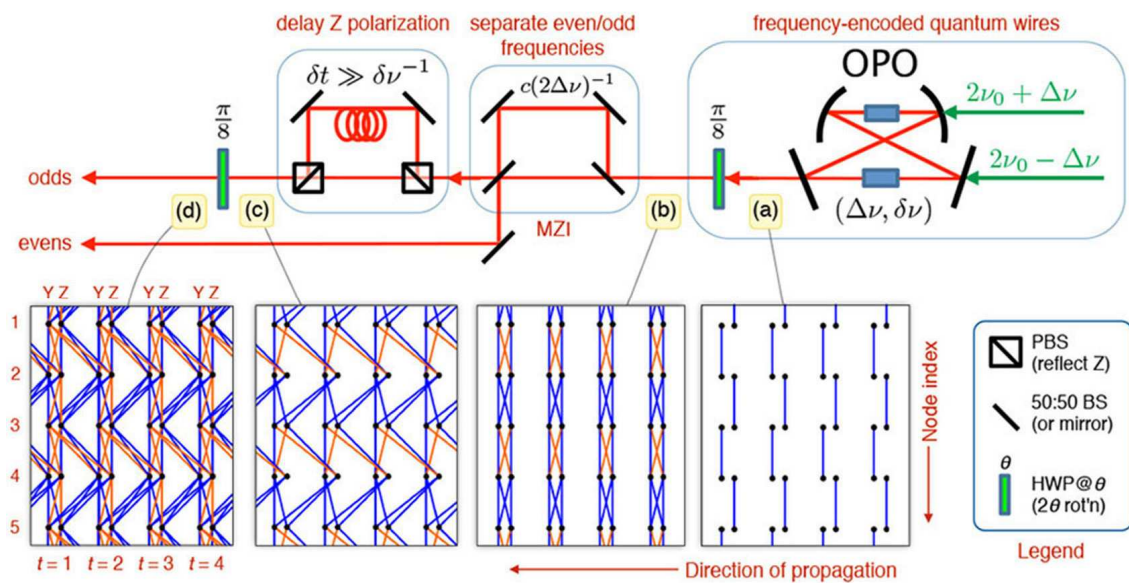 delay Z polarization
separate even/odd
frequencies
frequency-encoded quantum wires
δt ≫ δν⁻¹
c(2Δν)⁻¹
OPO
2ν₀ + Δν
2ν₀ − Δν
π/8
π/8
odds
evens
(d)
(c)
MZI
(b)
(a)
(Δν, δν)
Y Z Y Z Y Z Y Z
1
2
3
4
5
t = 1 t = 2 t = 3 t = 4
Direction of propagation
Node index
PBS
(reflect Z)
50:50 BS
(or mirror)
θ
HWP@θ
(2θ rot'n)
Legend